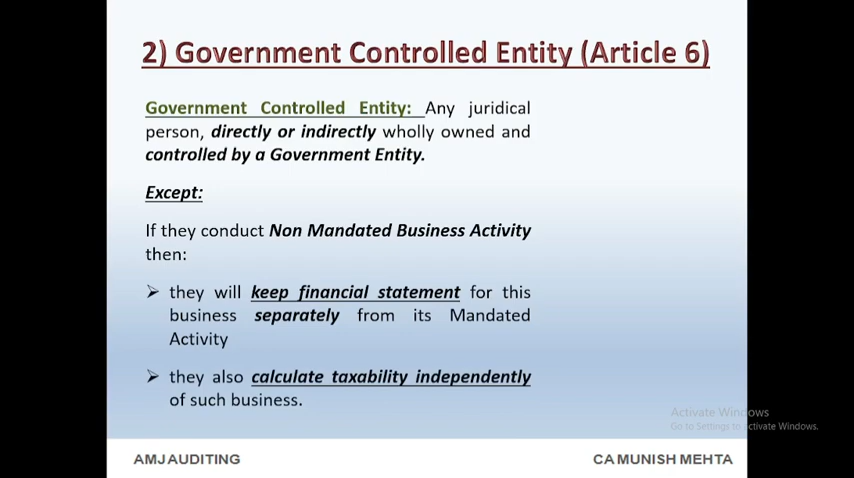 2) Government Controlled Entity (Article 6)
Government Controlled Entity: Any juridical
person, directly or indirectly wholly owned and
controlled by a Government Entity.
Except:
If they conduct Non Mandated Business Activity
then:
➢ they will keep financial statement for this
business separately from its Mandated
Activity
➢ they also calculate taxability independently
of such business.
Activate Windows
Go to Settings to activate Windows.
AMJ AUDITING
CA MUNISH MEHTA